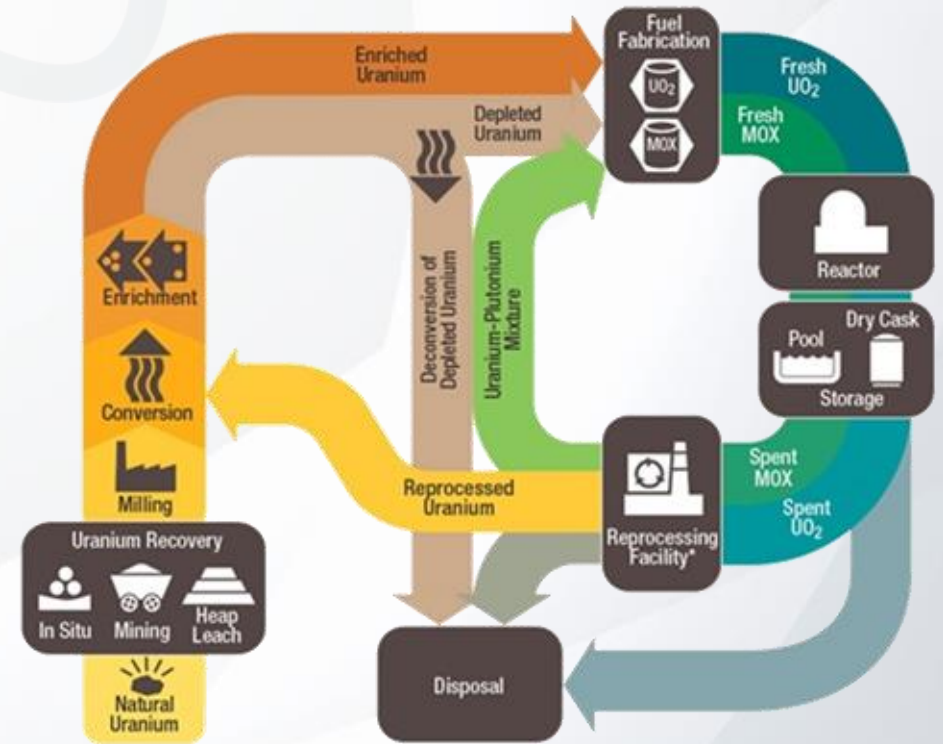 Fuel
Fabrication
UO₂
MOX
Enriched
Uranium
Depleted
Uranium
Fresh
UO₂
Fresh
MOX
Reactor
Dry Cask
Pool
Storage
Enrichment
Deconversion of
Depleted Uranium
Uranium-Plutonium
Mixture
Conversion
Milling
Reprocessed
Uranium
Reprocessing
Facility*
Spent
MOX
Spent
UO₂
Uranium Recovery
In Situ
Mining
Heap
Leach
Disposal
Natural
Uranium